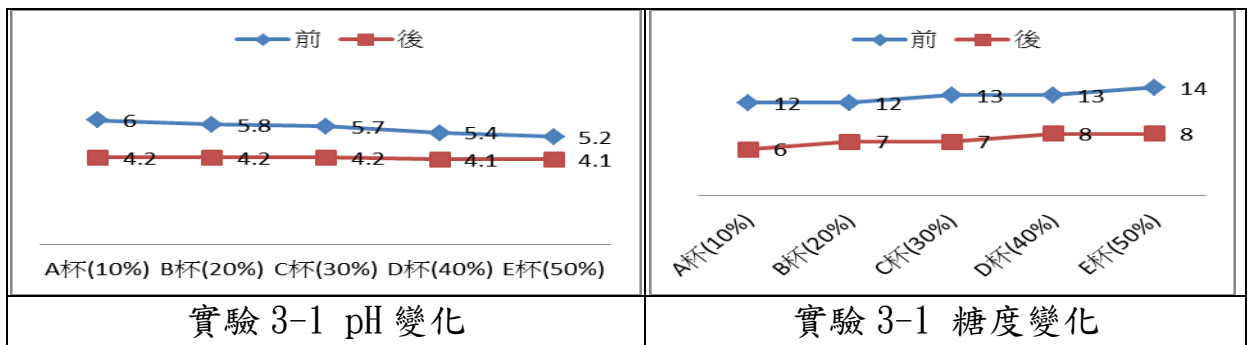 前 後
6 5.8 5.7 5.4 5.2
4.2 4.2 4.2 4.1 4.1
A杯(10%) B杯(20%) C杯(30%) D杯(40%) E杯(50%)
實驗 3-1 pH 變化
前 後
12 12 13 13 14
6 7 7 8 8
A杯(10%) B杯(20%) C杯(30%) D杯(40%) E杯(50%)
實驗 3-1 糖度變化